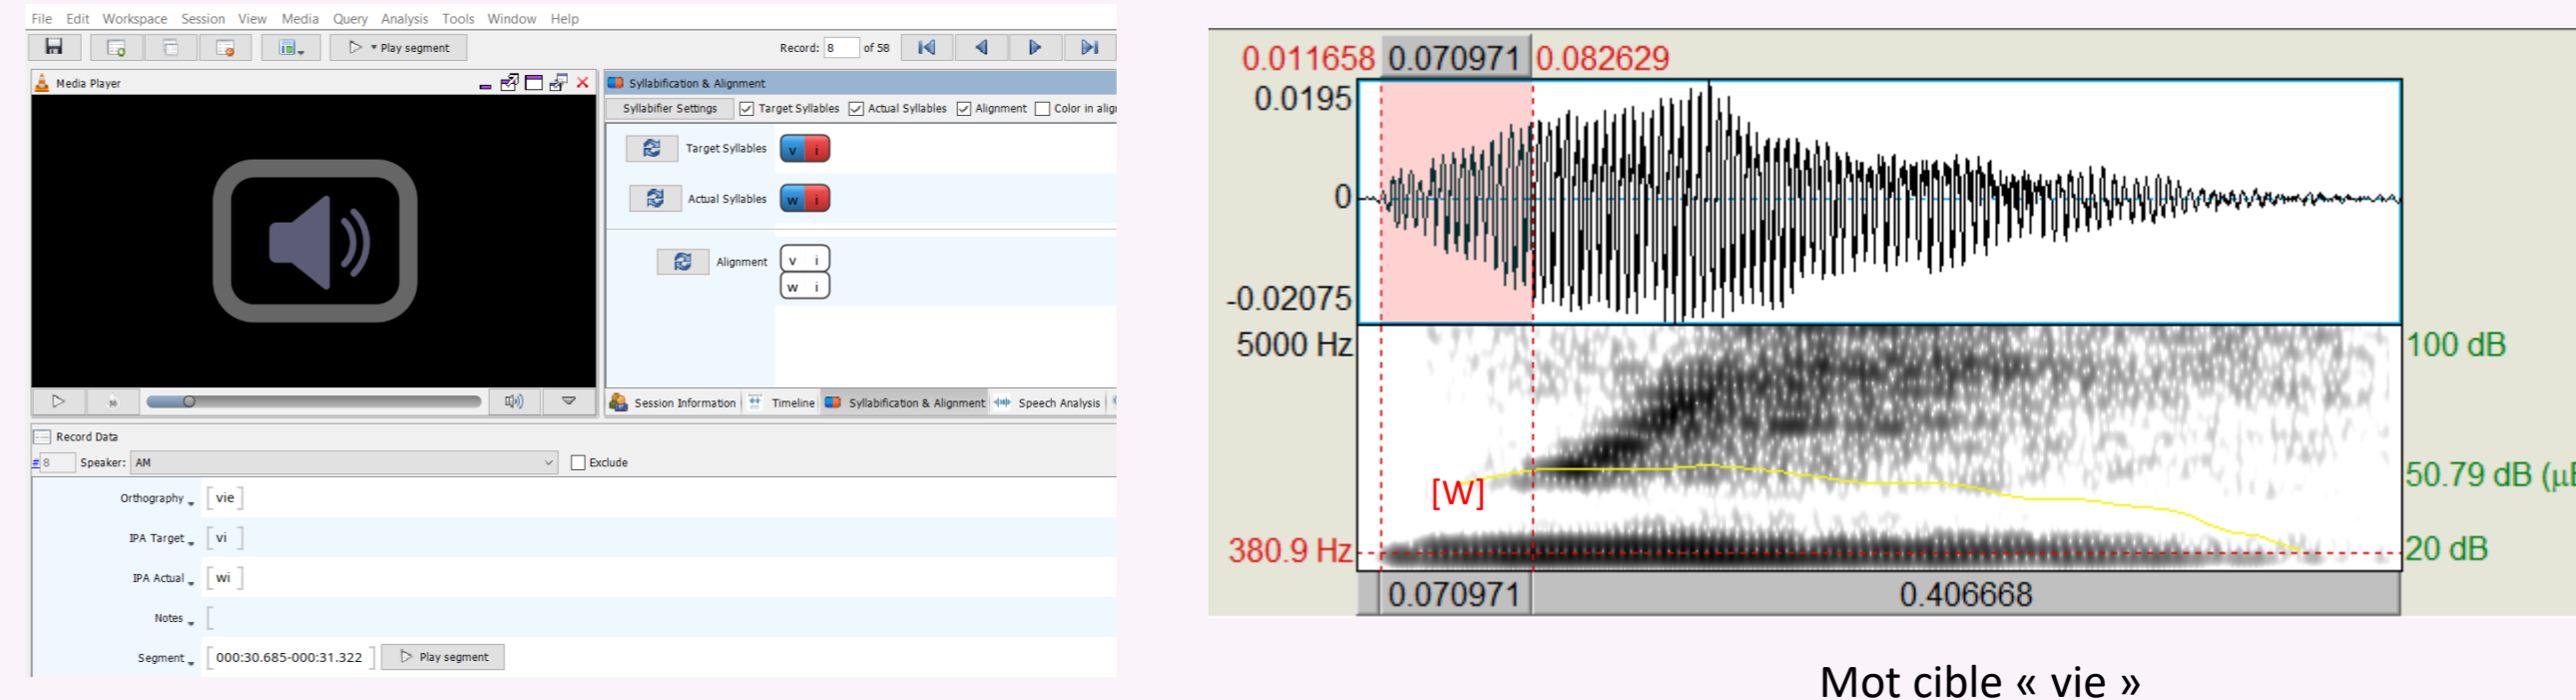 File Edit Workspace Session View Media Query Analysis Tools Window Help
Play segment
Record: 8 of 58
Media Player
Syllabification & Alignment
Syllabifier Settings Target Syllables Actual Syllables Alignment Color in alig
Target Syllables v i
Actual Syllables w i
Alignment v i
w i
Session Information Timeline Syllabification & Alignment Speech Analysis
Record Data
# 8 Speaker: AM Exclude
Orthography [ vie ]
IPA Target [ vi ]
IPA Actual [ wi ]
Notes [
Segment [ 000:30.685-000:31.322 ] Play segment
0.011658 0.070971 0.082629
0.0195
0
-0.02075
5000 Hz 100 dB
[W] 50.79 dB (µE
380.9 Hz 20 dB
0.070971 0.406668
Mot cible « vie »